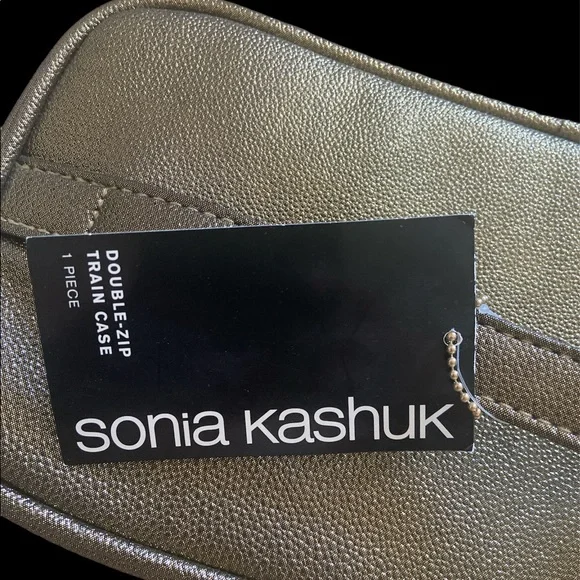 DOUBLE-ZIP
TRAIN CASE
1 PIECE
sonia kashuk